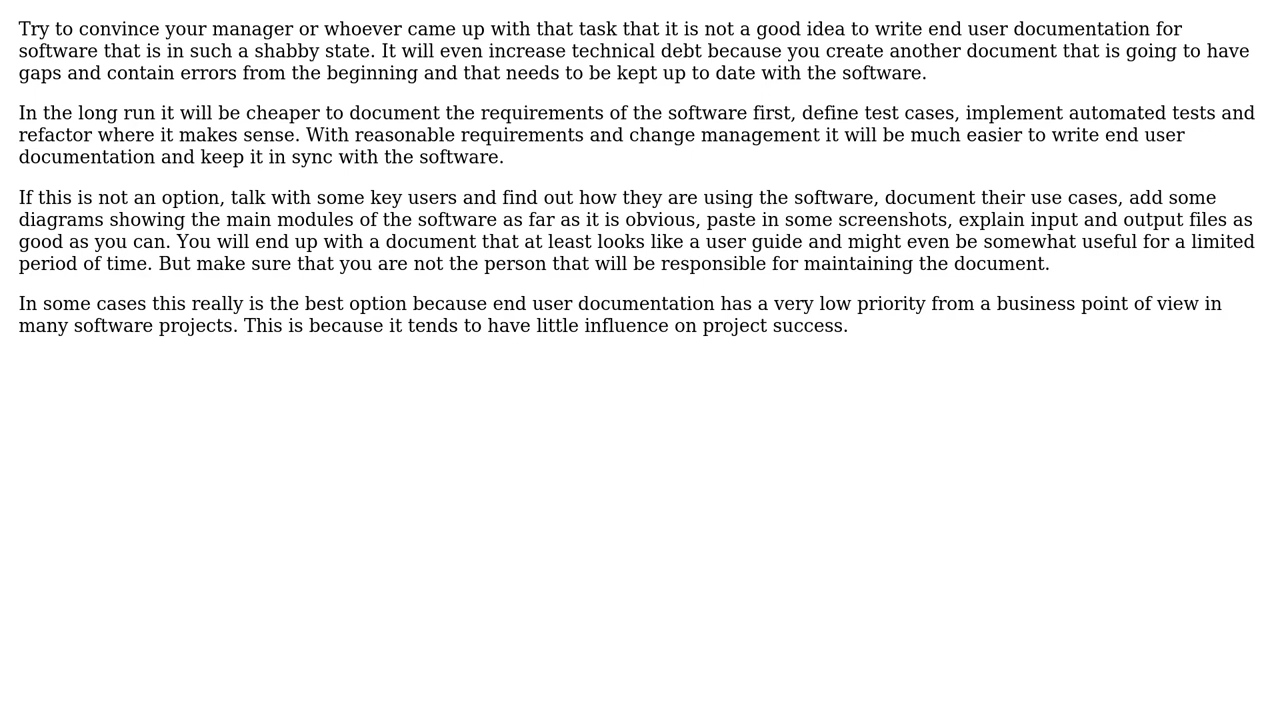 Try to convince your manager or whoever came up with that task that it is not a good idea to write end user documentation for
software that is in such a shabby state. It will even increase technical debt because you create another document that is going to have
gaps and contain errors from the beginning and that needs to be kept up to date with the software.
In the long run it will be cheaper to document the requirements of the software first, define test cases, implement automated tests and
refactor where it makes sense. With reasonable requirements and change management it will be much easier to write end user
documentation and keep it in sync with the software.
If this is not an option, talk with some key users and find out how they are using the software, document their use cases, add some
diagrams showing the main modules of the software as far as it is obvious, paste in some screenshots, explain input and output files as
good as you can. You will end up with a document that at least looks like a user guide and might even be somewhat useful for a limited
period of time. But make sure that you are not the person that will be responsible for maintaining the document.
In some cases this really is the best option because end user documentation has a very low priority from a business point of view in
many software projects. This is because it tends to have little influence on project success.